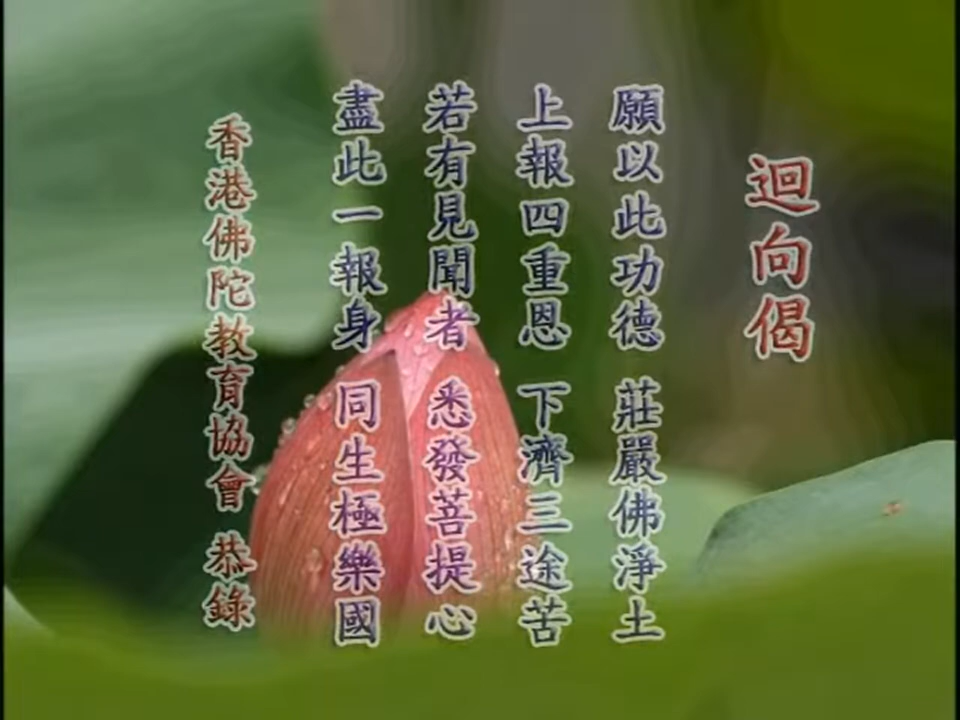 迴向偈
願以此功德 莊嚴佛淨土
上報四重恩 下濟三途苦
若有見聞者 悉發菩提心
盡此一報身 同生極樂國
香港佛陀教育協會 恭錄